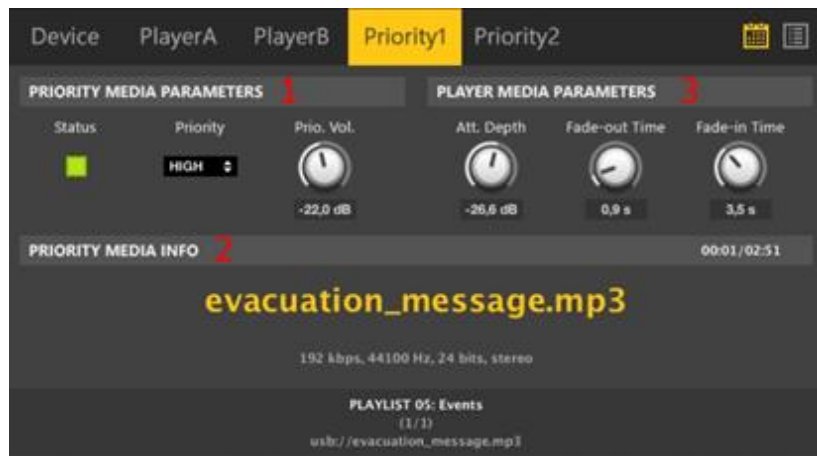 Device PlayerA PlayerB Priority1 Priority2
PRIORITY MEDIA PARAMETERS 1
Status Priority Prio. Vol.
HIGH
-22,0 dB
PLAYER MEDIA PARAMETERS 3
Att. Depth Fade-out Time Fade-in Time
-26,6 dB 0,9 s 3,5 s
PRIORITY MEDIA INFO 2 00:01/02:51
evacuation_message.mp3
192 kbps, 44100 Hz, 24 bits, stereo
PLAYLIST 05: Events
(1/1)
usb://evacuation_message.mp3